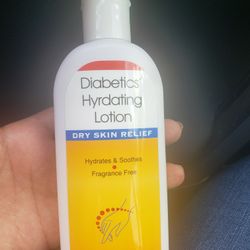 Diabetics'
Hyrdating
Lotion
DRY SKIN RELIEF
Hydrates & Soothes
Fragrance Free